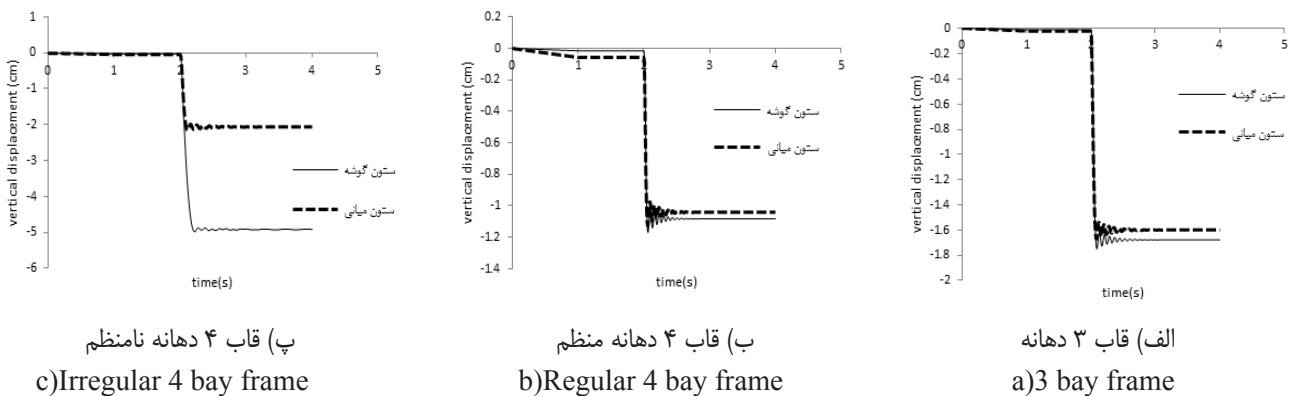 1
0
-1
-2
-3
-4
-5
-6
0 1 2 3 4 5
vertical displacement (cm)
time(s)
ستون گوشه
ستون میانی
پ) قاب ۴ دهانه نامنظم
c)Irregular 4 bay frame
0.2
0
-0.2
-0.4
-0.6
-0.8
-1
-1.2
-1.4
0 1 2 3 4 5
vertical displacement (cm)
time(s)
ستون گوشه
ستون میانی
ب) قاب ۴ دهانه منظم
b)Regular 4 bay frame
0
-0.2
-0.4
-0.6
-0.8
-1
-1.2
-1.4
-1.6
-1.8
-2
0 1 2 3 4 5
vertical displacement (cm)
time(s)
ستون گوشه
ستون میانی
الف) قاب ۳ دهانه
a)3 bay frame